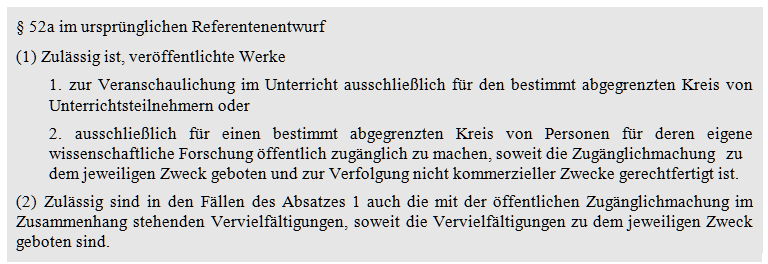 § 52a im ursprünglichen Referentenentwurf
(1) Zulässig ist, veröffentlichte Werke
1. zur Veranschaulichung im Unterricht ausschließlich für den bestimmt abgegrenzten Kreis von
Unterrichtsteilnehmern oder
2. ausschließlich für einen bestimmt abgegrenzten Kreis von Personen für deren eigene
wissenschaftliche Forschung öffentlich zugänglich zu machen, soweit die Zugänglichmachung zu
dem jeweiligen Zweck geboten und zur Verfolgung nicht kommerzieller Zwecke gerechtfertigt ist.
(2) Zulässig sind in den Fällen des Absatzes 1 auch die mit der öffentlichen Zugänglichmachung im
Zusammenhang stehenden Vervielfältigungen, soweit die Vervielfältigungen zu dem jeweiligen Zweck
geboten sind.